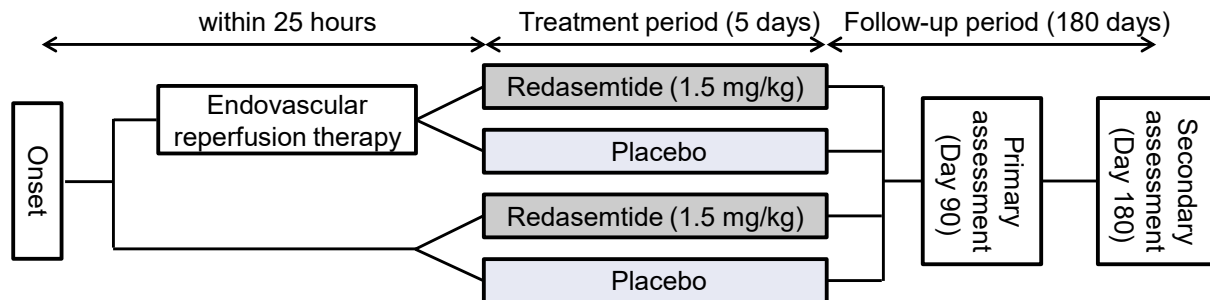 within 25 hours
Treatment period (5 days)
Follow-up period (180 days)
Onset
Endovascular
reperfusion therapy
Redasemtide (1.5 mg/kg)
Placebo
Redasemtide (1.5 mg/kg)
Placebo
Primary
assessment
(Day 90)
Secondary
assessment
(Day 180)